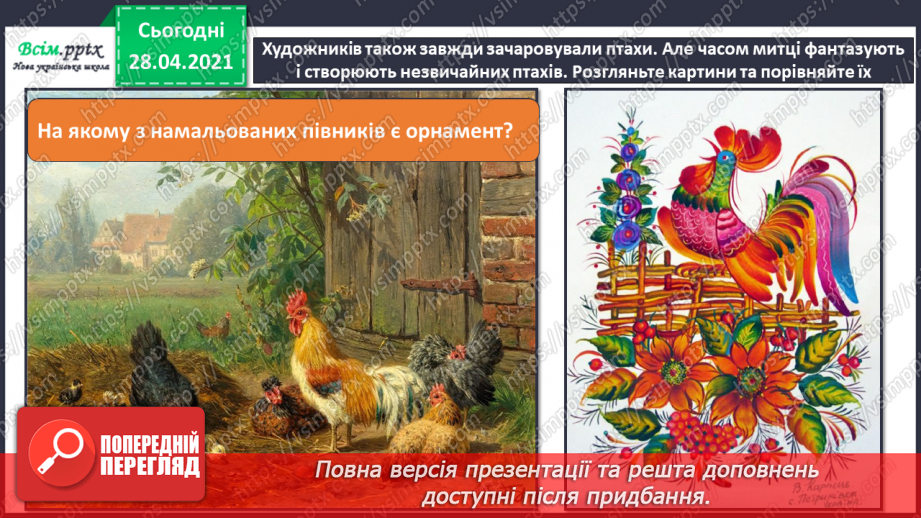 Всім.pptx
Нова українська школа
Сьогодні
28.04.2021
Художників також завжди зачаровували птахи. Але часом митці фантазують
і створюють незвичайних птахів. Розгляньте картини та порівняйте їх
На якому з намальованих півників є орнамент?
ПОПЕРЕДНІЙ
ПЕРЕГЛЯД
Повна версія презентації та решта доповнень
доступні після придбання.
https://vsimpptx.com